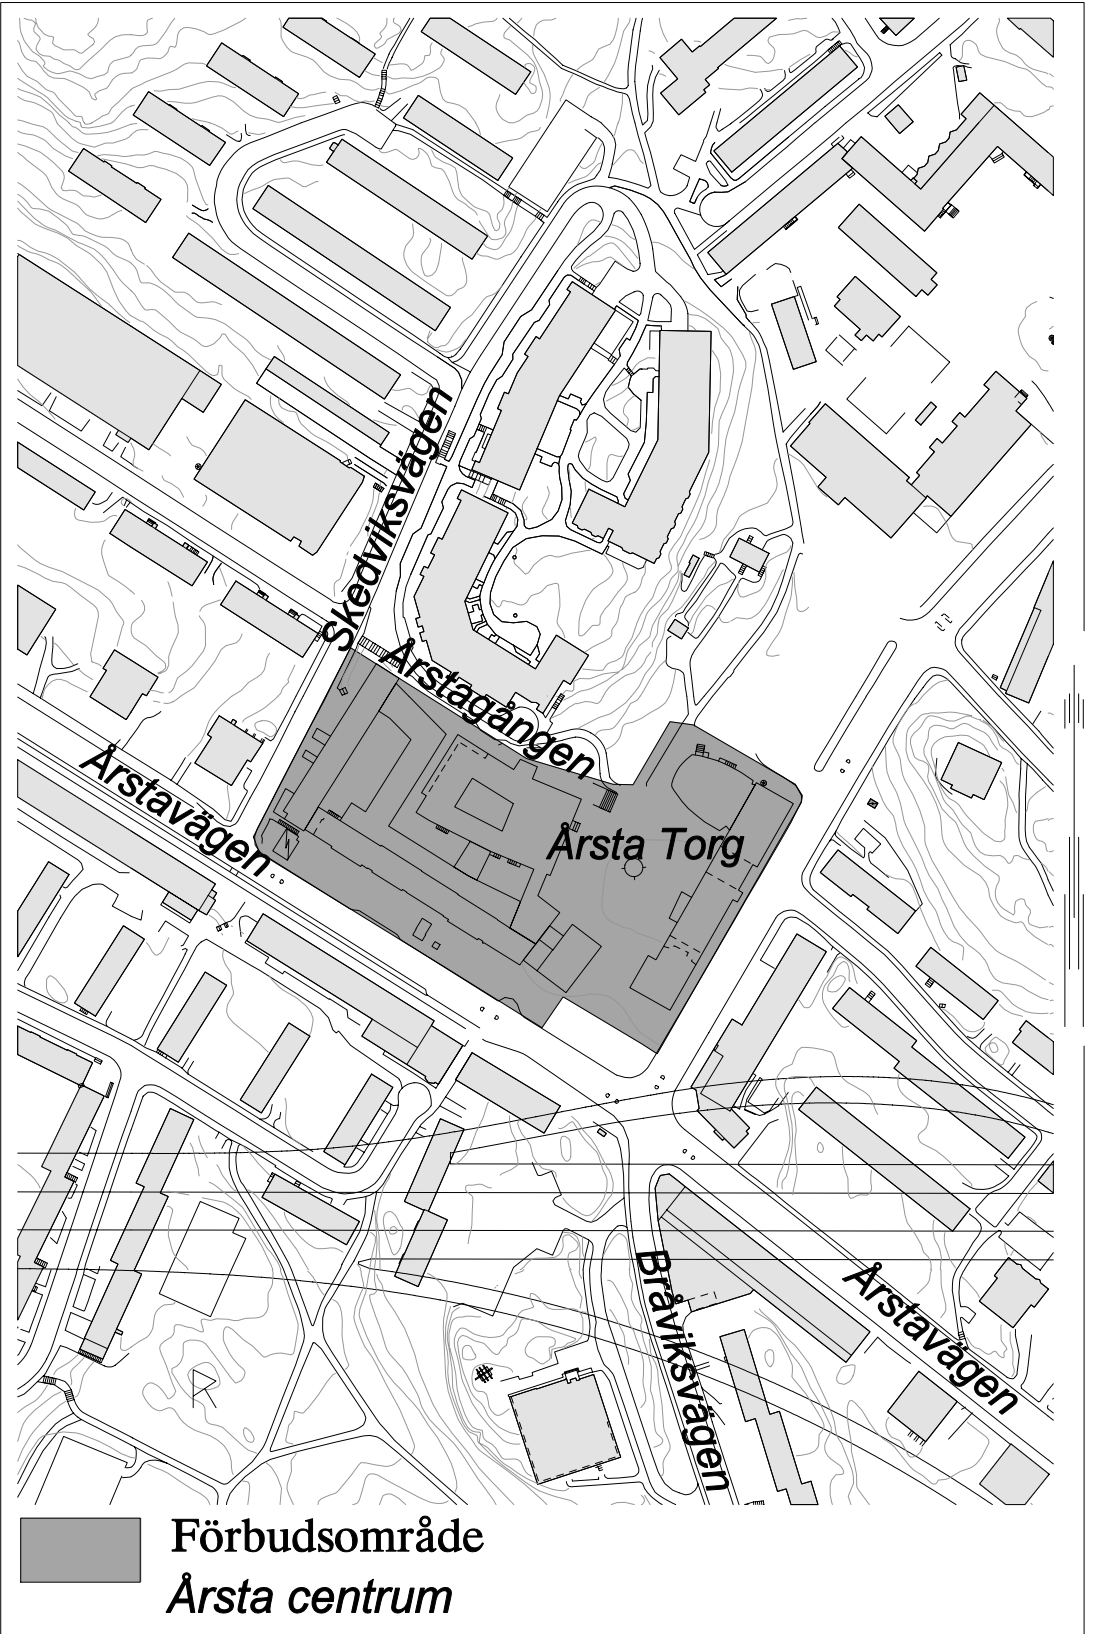 Skedviksvägen
Årstagången
Årstavägen
Årsta Torg
Bråviksvägen
Årstavägen
R
Förbudsområde
Årsta centrum